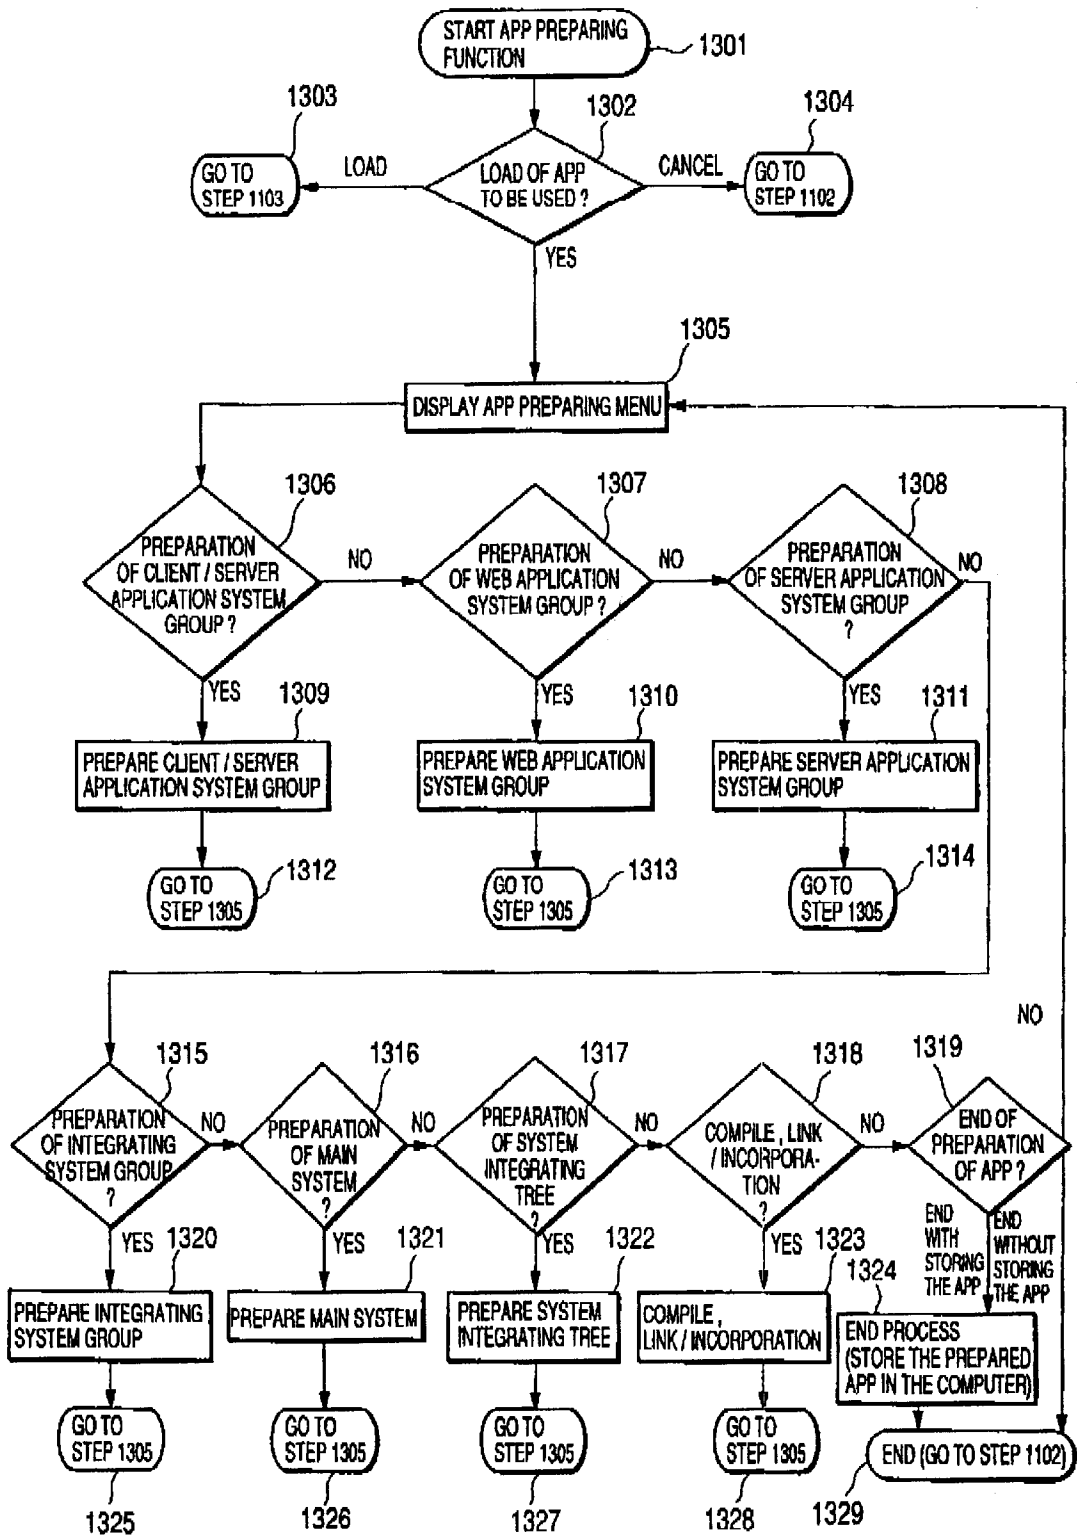 START APP PREPARING
FUNCTION
1301
1303
1302
1304
GO TO
STEP 1103
LOAD
LOAD OF APP
TO BE USED ?
CANCEL
GO TO
STEP 1102
YES
1305
DISPLAY APP PREPARING MENU
1306
1307
1308
PREPARATION
OF CLIENT / SERVER
APPLICATION SYSTEM
GROUP ?
NO
PREPARATION
OF WEB APPLICATION
SYSTEM GROUP ?
NO
PREPARATION
OF SERVER APPLICATION
SYSTEM GROUP
?
NO
YES
1309
YES
1310
YES
1311
PREPARE CLIENT / SERVER
APPLICATION SYSTEM GROUP
PREPARE WEB APPLICATION
SYSTEM GROUP
PREPARE SERVER APPLICATION
SYSTEM GROUP
1312
1313
1314
GO TO
STEP 1305
GO TO
STEP 1305
GO TO
STEP 1305
NO
1315
1316
1317
1318
1319
PREPARATION
OF INTEGRATING
SYSTEM GROUP
?
NO
PREPARATION
OF MAIN
SYSTEM
?
NO
PREPARATION
OF SYSTEM
INTEGRATING
TREE
?
NO
COMPILE, LINK
/ INCORPORA-
TION
?
NO
END OF
PREPARATION
OF APP ?
YES
1320
YES
1321
YES
1322
YES
1323
END
WITH
STORING
THE APP
END
WITHOUT
STORING
THE APP
1324
PREPARE INTEGRATING
SYSTEM GROUP
PREPARE MAIN SYSTEM
PREPARE SYSTEM
INTEGRATING TREE
COMPILE,
LINK / INCORPORATION
END PROCESS
(STORE THE PREPARED
APP IN THE COMPUTER)
GO TO
STEP 1305
GO TO
STEP 1305
GO TO
STEP 1305
GO TO
STEP 1305
END (GO TO STEP 1102)
1325
1326
1327
1328
1329